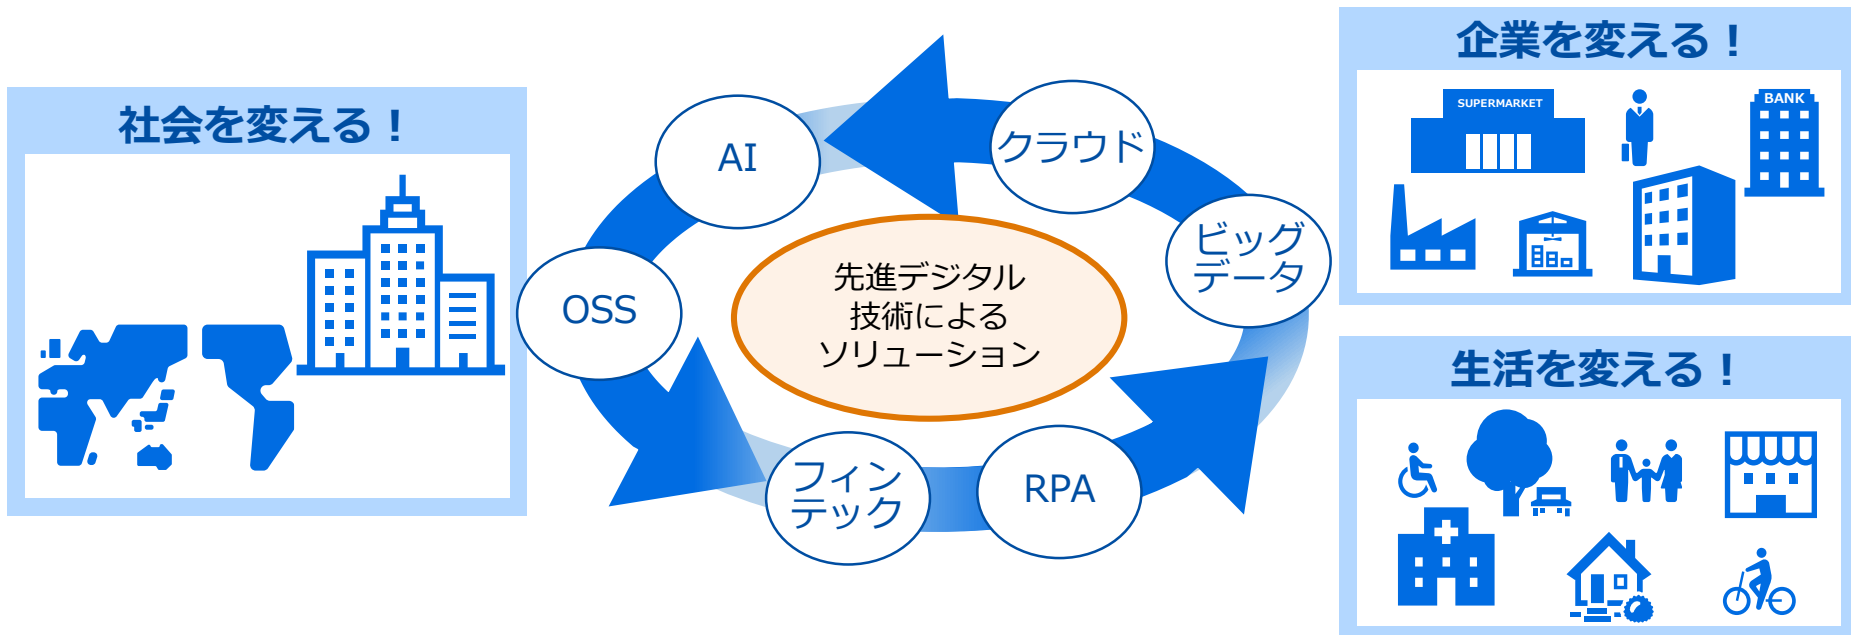 社会を変える！
AI
クラウド
ビッグ
データ
OSS
先進デジタル
技術による
ソリューション
フィン
テック
RPA
企業を変える！
SUPERMARKET
BANK
生活を変える！